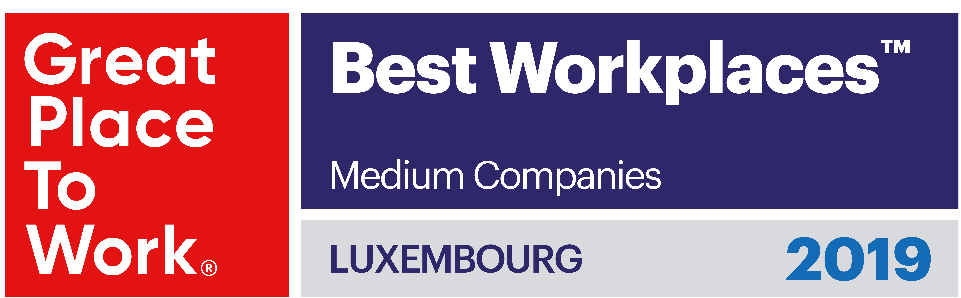 Great
Place
To
Work®
Best Workplaces™
Medium Companies
LUXEMBOURG
2019